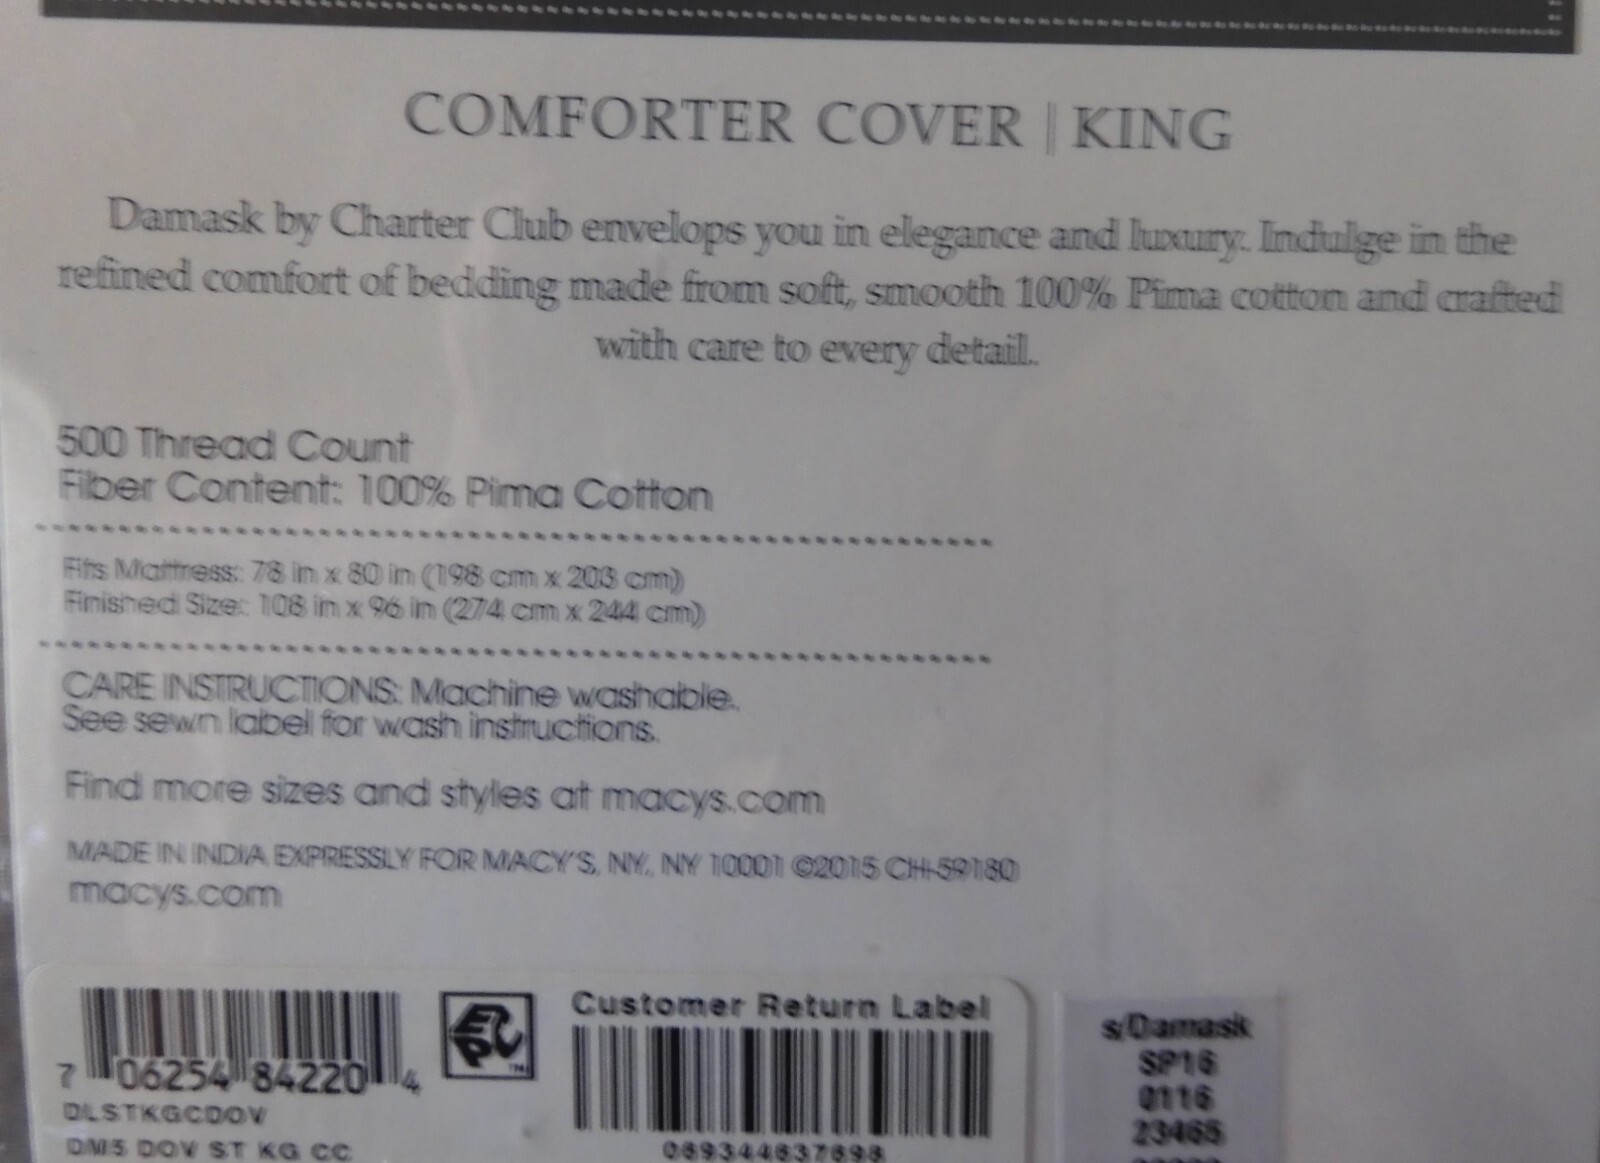 COMFORTER COVER | KING
Damask by Charter Club envelops you in elegance and luxury. Indulge in the
refined comfort of bedding made from soft, smooth 100% Pima cotton and crafted
with care to every detail.
500 Thread Count
Fiber Content: 100% Pima Cotton
Fits Mattress: 78 in x 80 in (198 cm x 203 cm)
Finished Size: 108 in x 96 in (274 cm x 244 cm)
CARE INSTRUCTIONS: Machine washable.
See sewn label for wash instructions.
Find more sizes and styles at macys.com
MADE IN INDIA EXPRESSLY FOR MACY'S, NY, NY 10001 ©2015 CH-59180
macys.com
Customer Return Label
7 06254 84220 4
DLSTKGCDOV
DM5 DOV ST KG CC
089344637698
s/Damask
SP16
0116
23465